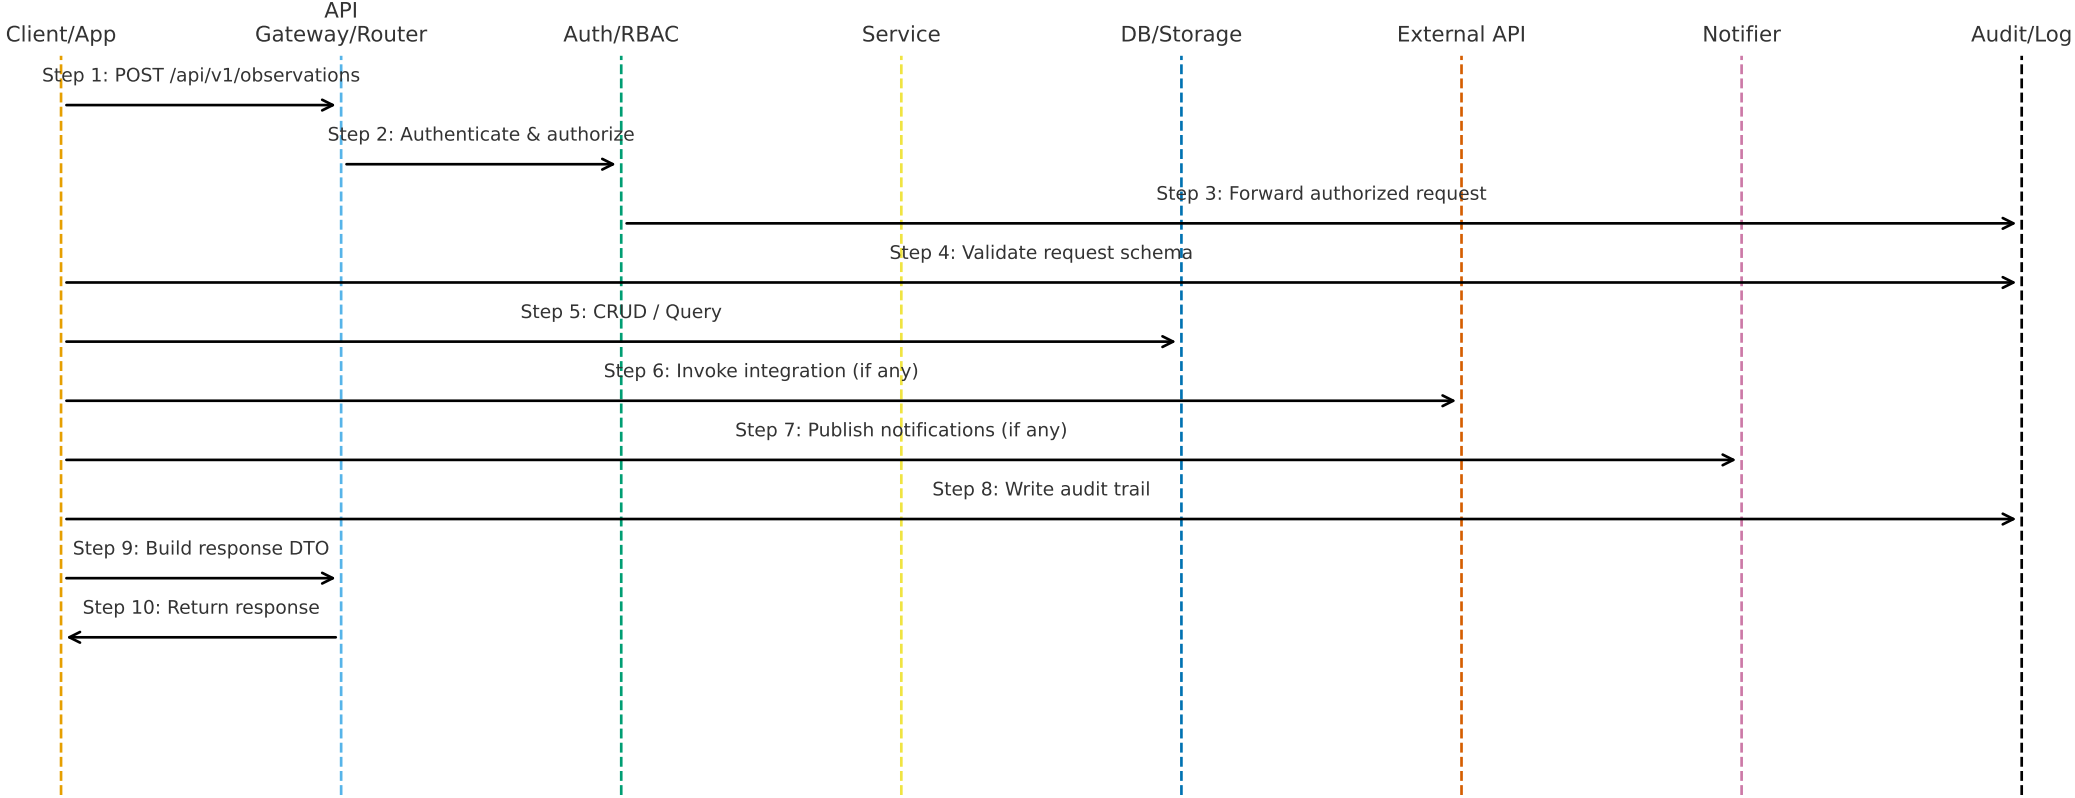 API
Client/App
Gateway/Router
Auth/RBAC
Service
DB/Storage
External API
Notifier
Audit/Log
Step 1: POST /api/v1/observations
Step 2: Authenticate & authorize
Step 3: Forward authorized request
Step 4: Validate request schema
Step 5: CRUD / Query
Step 6: Invoke integration (if any)
Step 7: Publish notifications (if any)
Step 8: Write audit trail
Step 9: Build response DTO
Step 10: Return response